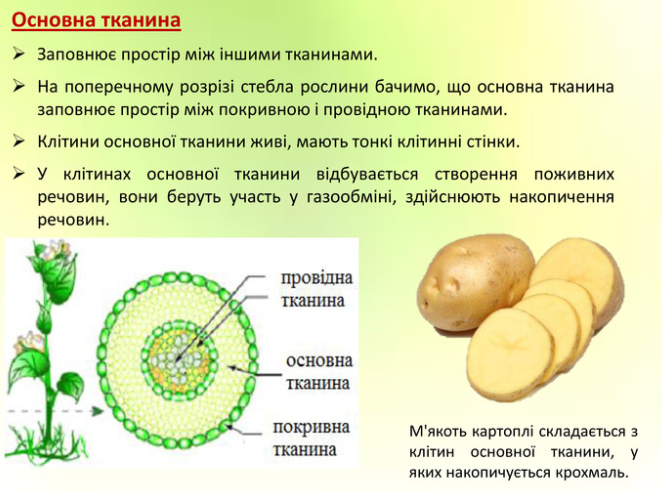 Основна тканина
➢ Заповнює простір між іншими тканинами.
➢ На поперечному розрізі стебла рослини бачимо, що основна тканина
заповнює простір між покривною і провідною тканинами.
➢ Клітини основної тканини живі, мають тонкі клітинні стінки.
➢ У клітинах основної тканини відбувається створення поживних
речовин, вони беруть участь у газообміні, здійснюють накопичення
речовин.
провідна
тканина
основна
тканина
покривна
тканина
М'якоть картоплі складається з
клітин основної тканини, у
яких накопичується крохмаль.